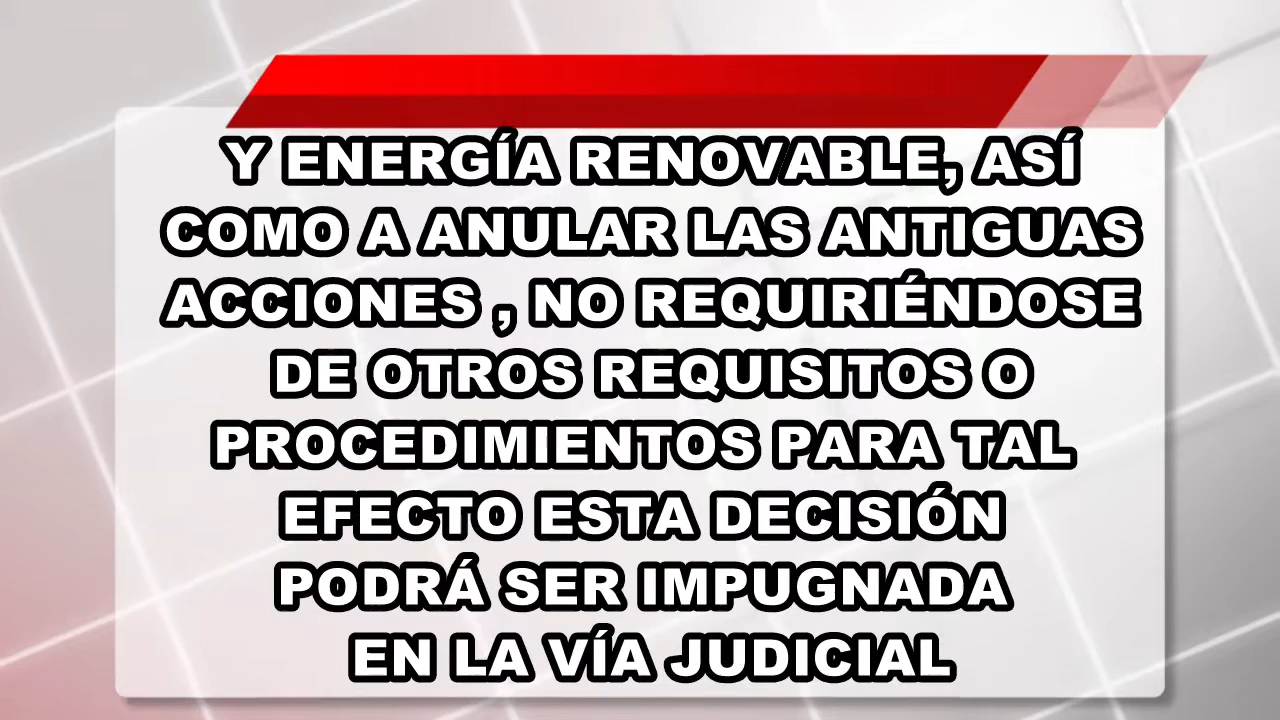 Y ENERGÍA RENOVABLE, ASÍ
COMO A ANULAR LAS ANTIGUAS
ACCIONES , NO REQUIRIÉNDOSE
DE OTROS REQUISITOS O
PROCEDIMIENTOS PARA TAL
EFECTO ESTA DECISIÓN
PODRÁ SER IMPUGNADA
EN LA VÍA JUDICIAL